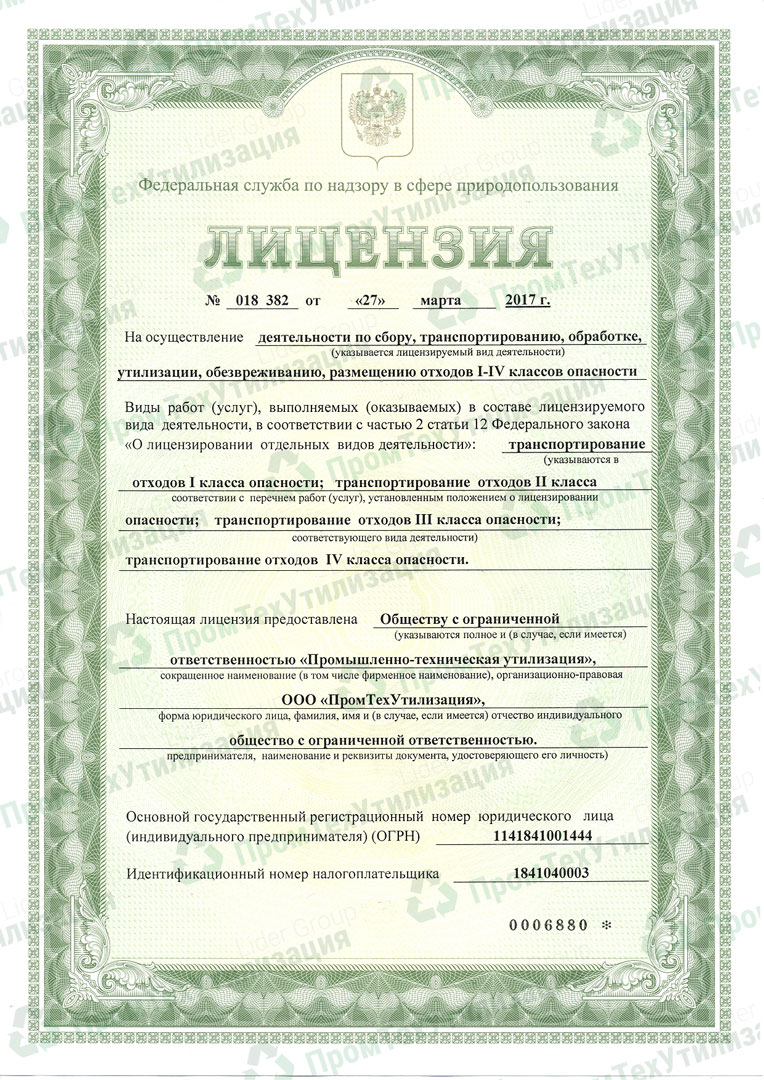 Федеральная служба по надзору в сфере природопользования
ЛИЦЕНЗИЯ
№ 018 382 от «27» марта 2017 г.
На осуществление деятельности по сбору, транспортированию, обработке,
(указывается лицензируемый вид деятельности)
утилизации, обезвреживанию, размещению отходов I-IV классов опасности
Виды работ (услуг), выполняемых (оказываемых) в составе лицензируемого
вида деятельности, в соответствии с частью 2 статьи 12 Федерального закона
«О лицензировании отдельных видов деятельности»: транспортирование
(указываются в
отходов I класса опасности; транспортирование отходов II класса
соответствии с перечнем работ (услуг), установленным положением о лицензировании
опасности; транспортирование отходов III класса опасности;
соответствующего вида деятельности)
транспортирование отходов IV класса опасности.
Настоящая лицензия предоставлена Обществу с ограниченной
(указываются полное и (в случае, если имеется)
ответственностью «Промышленно-техническая утилизация»,
сокращенное наименование (в том числе фирменное наименование), организационно-правовая
ООО «ПромТехУтилизация»,
форма юридического лица, фамилия, имя и (в случае, если имеется) отчество индивидуального
общество с ограниченной ответственностью.
предпринимателя, наименование и реквизиты документа, удостоверяющего его личность)
Основной государственный регистрационный номер юридического лица
(индивидуального предпринимателя) (ОГРН) 1141841001444
Идентификационный номер налогоплательщика 1841040003
0006880 *
ПромТехУтилизация
Lider Group